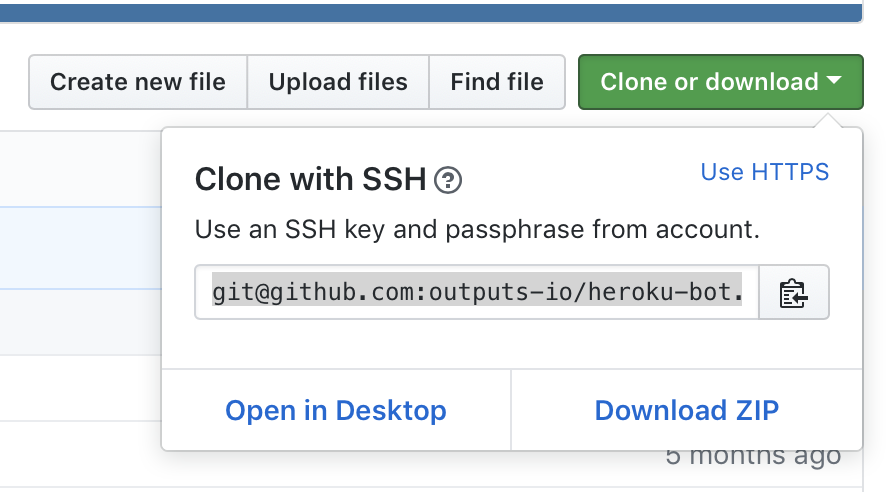 Create new file Upload files Find file Clone or download
Clone with SSH ?
Use HTTPS
Use an SSH key and passphrase from account.
git@github.com:outputs-io/heroku-bot.
Open in Desktop Download ZIP
5 months ago